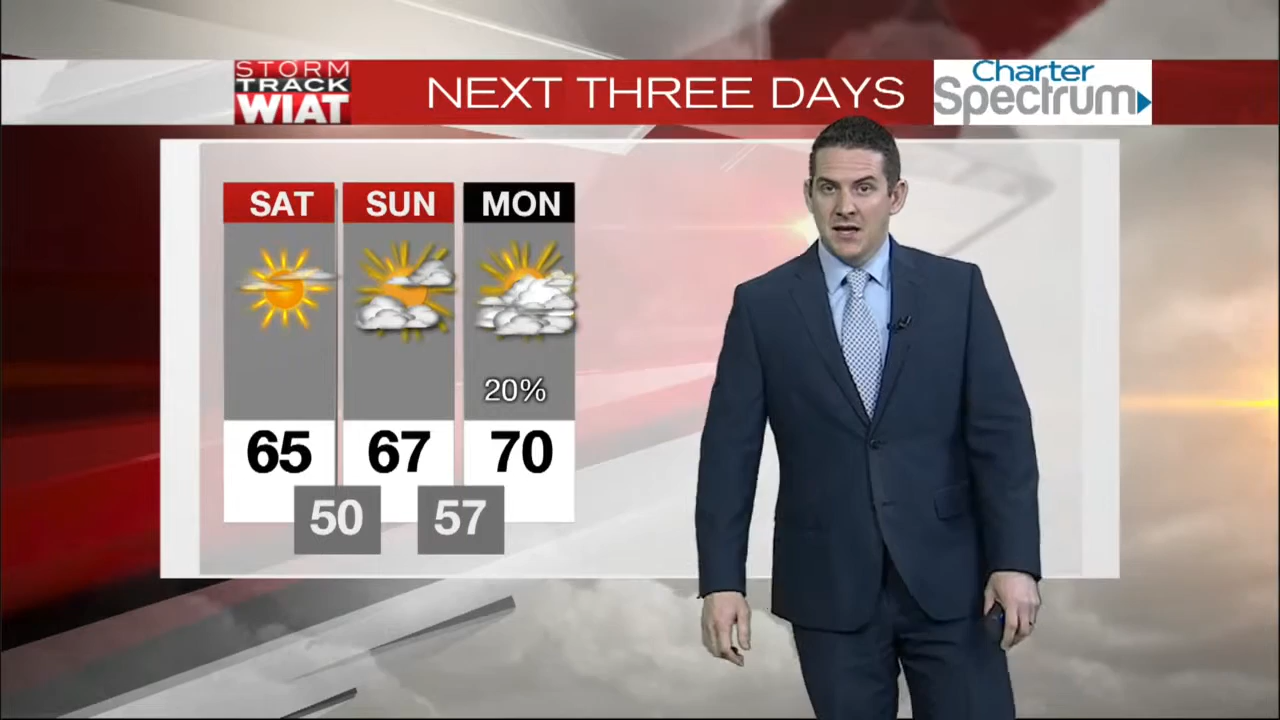 STORM
TRACK
WIAT
NEXT THREE DAYS
Charter
Spectrum
SAT SUN MON
20%
65 67 70
50 57